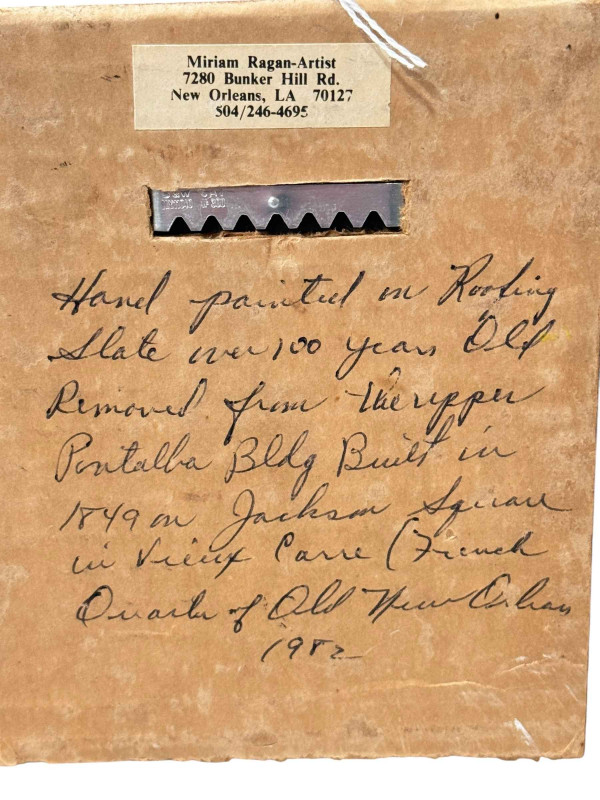 Miriam Ragan-Artist
7280 Bunker Hill Rd.
New Orleans, LA 70127
504/246-4695
Hand painted on Roofing
Slate over 100 years Old
Removed from the upper
Pontalba Bldg Built in
1849 on Jackson Square
in Vieux Carre (French
Quarter of Old New Orleans
1982